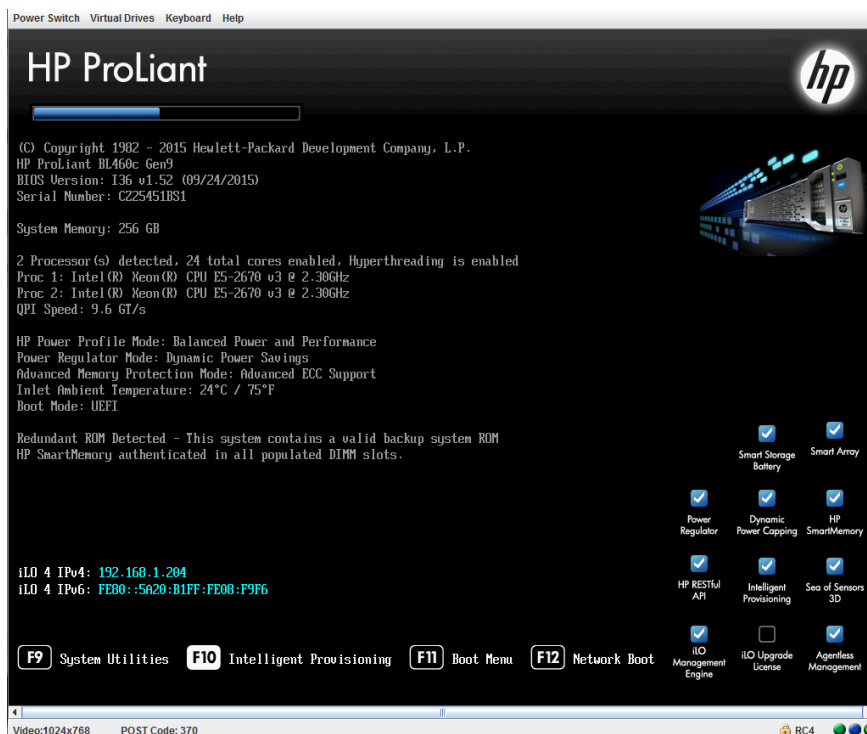 Power Switch Virtual Drives Keyboard Help
HP ProLiant
hp
(C) Copyright 1982 - 2015 Hewlett-Packard Development Company, L.P.
HP ProLiant BL460c Gen9
BIOS Version: I36 v1.52 (09/24/2015)
Serial Number: CZ25451BS1
System Memory: 256 GB
2 Processor(s) detected, 24 total cores enabled, Hyperthreading is enabled
Proc 1: Intel(R) Xeon(R) CPU E5-2670 v3 @ 2.30GHz
Proc 2: Intel(R) Xeon(R) CPU E5-2670 v3 @ 2.30GHz
QPI Speed: 9.6 GT/s
HP Power Profile Mode: Balanced Power and Performance
Power Regulator Mode: Dynamic Power Savings
Advanced Memory Protection Mode: Advanced ECC Support
Inlet Ambient Temperature: 24°C / 75°F
Boot Mode: UEFI
Redundant ROM Detected - This system contains a valid backup system ROM
HP SmartMemory authenticated in all populated DIMM slots.
Smart Storage
Battery
Smart Array
Power
Regulator
Dynamic
Power Capping
HP
SmartMemory
iLO 4 IPv4: 192.168.1.204
iLO 4 IPv6: FE80::5A20:B1FF:FE08:F9F6
HP RESTful
API
Intelligent
Provisioning
Sea of Sensors
3D
F9 System Utilities F10 Intelligent Provisioning F11 Boot Menu F12 Network Boot
iLO
Management
Engine
iLO Upgrade
License
Agentless
Management
Video:1024x768 POST Code: 370 RC4